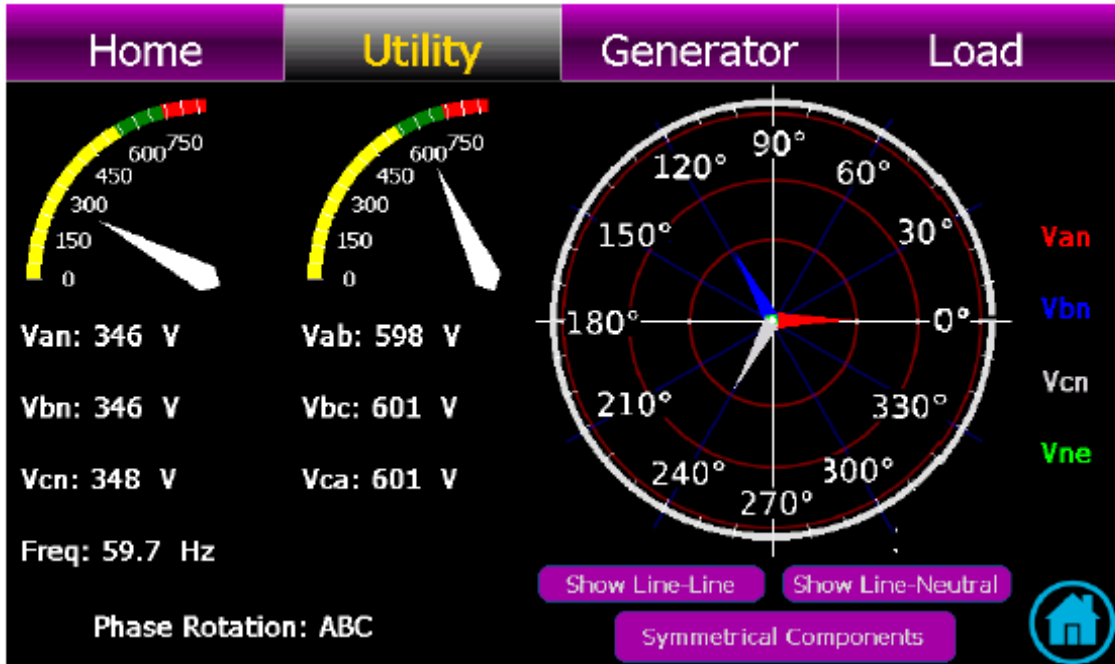 Home Utility Generator Load
750
600
450
300
150
0
750
600
450
300
150
0
Van: 346 V Vab: 598 V
Vbn: 346 V Vbc: 601 V
Vcn: 348 V Vca: 601 V
Freq: 59.7 Hz
Phase Rotation: ABC
90°
120° 60°
150° 30°
180° 0°
210° 330°
240° 300°
270°
Van
Vbn
Vcn
Vne
Show Line-Line Show Line-Neutral
Symmetrical Components